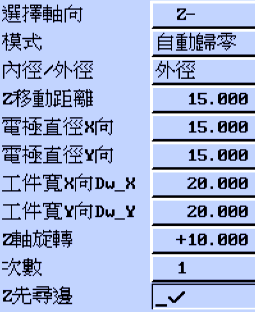 選擇軸向 Z-
模式 自動歸零
內徑/外徑 外徑
Z移動距離 15.000
電極直徑X向 15.000
電極直徑Y向 15.000
工件寬X向Dw_X 20.000
工件寬Y向Dw_Y 20.000
Z軸旋轉 +10.000
次數 1
Z先尋邊 _✓